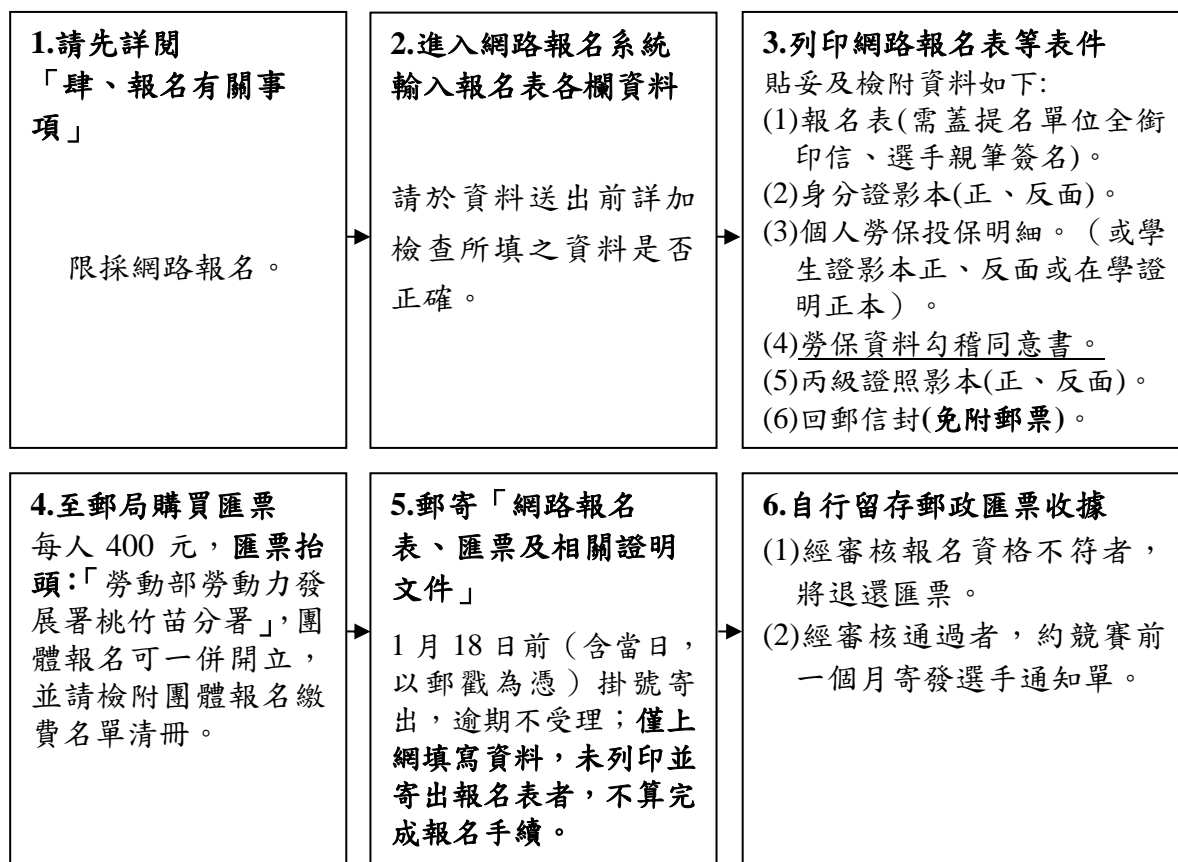 1.請先詳閱
「肆、報名有關事
項」
限採網路報名。
2.進入網路報名系統
輸入報名表各欄資料
請於資料送出前詳加
檢查所填之資料是否
正確。
3.列印網路報名表等表件
貼妥及檢附資料如下:
(1)報名表(需蓋提名單位全銜
印信、選手親筆簽名)。
(2)身分證影本(正、反面)。
(3)個人勞保投保明細。（或學
生證影本正、反面或在學證
明正本）。
(4)勞保資料勾稽同意書。
(5)丙級證照影本(正、反面)。
(6)回郵信封(免附郵票)。
4.至郵局購買匯票
每人 400 元，匯票抬
頭:「勞動部勞動力發
展署桃竹苗分署」，團
體報名可一併開立，
並請檢附團體報名繳
費名單清冊。
5.郵寄「網路報名
表、匯票及相關證明
文件」
1 月 18 日前（含當日，
以郵戳為憑）掛號寄
出，逾期不受理；僅上
網填寫資料，未列印並
寄出報名表者，不算完
成報名手續。
6.自行留存郵政匯票收據
(1)經審核報名資格不符者，
將退還匯票。
(2)經審核通過者，約競賽前
一個月寄發選手通知單。